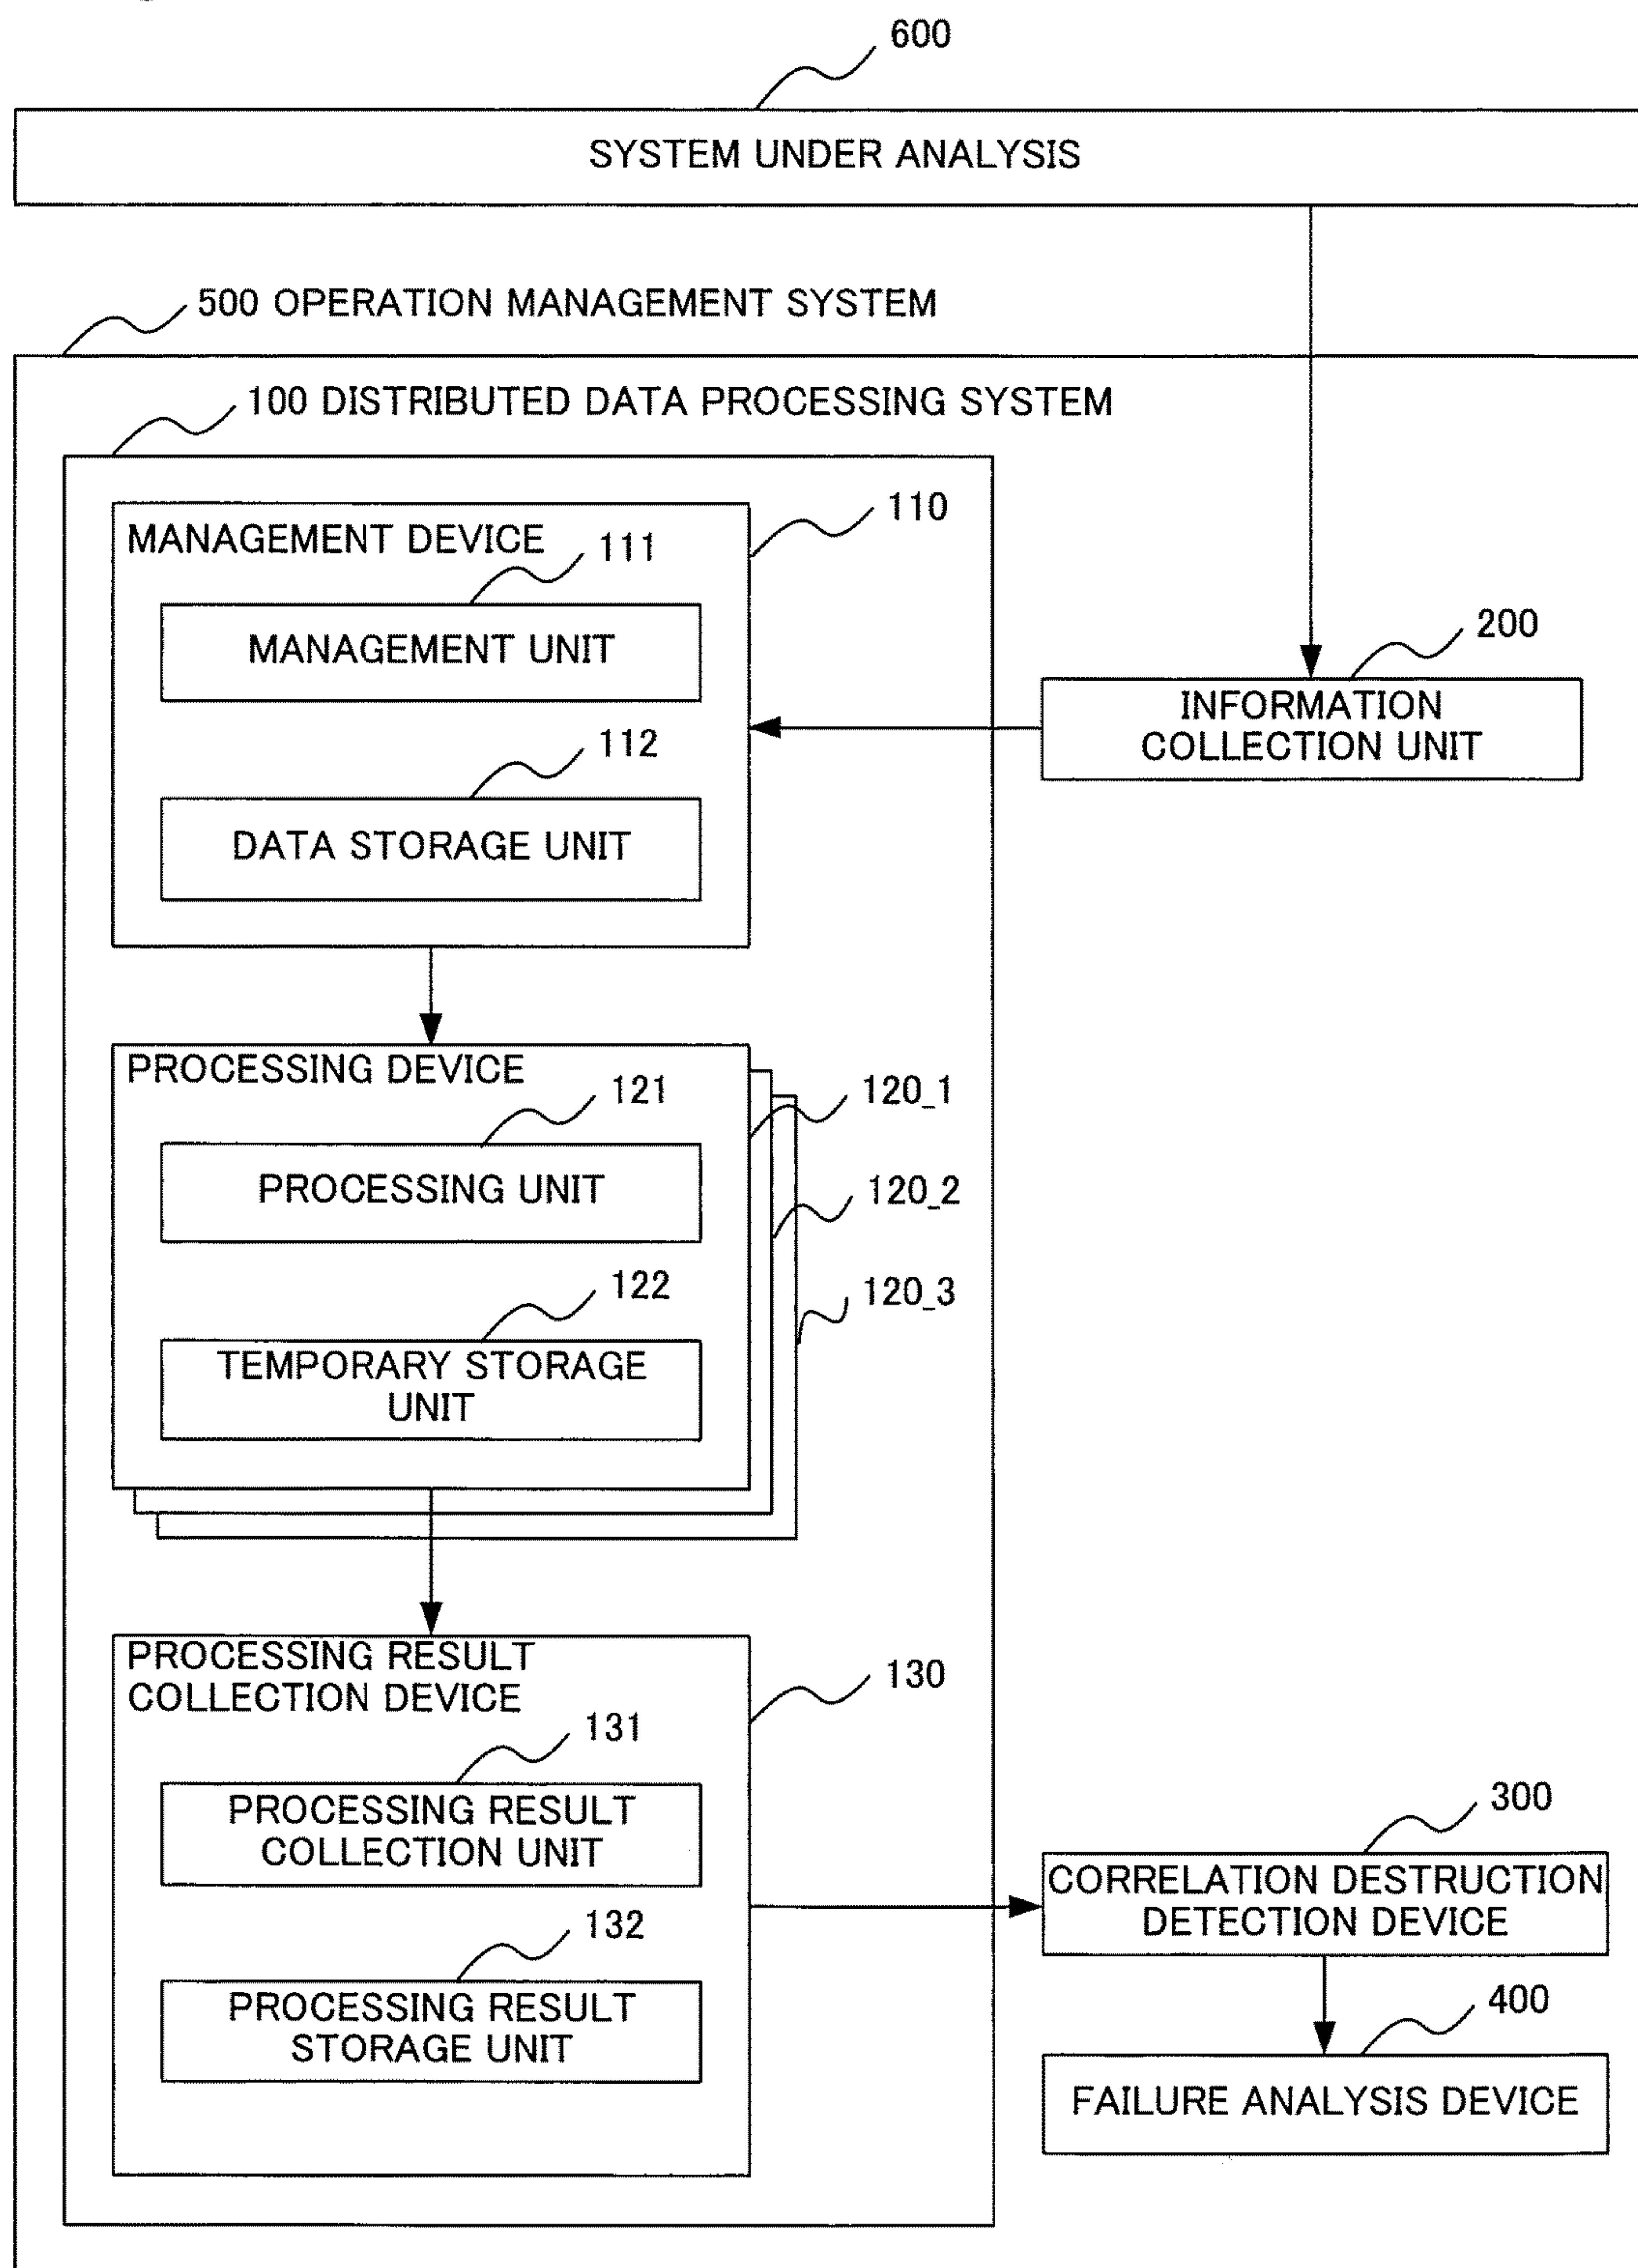 600
SYSTEM UNDER ANALYSIS
500 OPERATION MANAGEMENT SYSTEM
100 DISTRIBUTED DATA PROCESSING SYSTEM
110
MANAGEMENT DEVICE
111
MANAGEMENT UNIT
200
INFORMATION
COLLECTION UNIT
112
DATA STORAGE UNIT
PROCESSING DEVICE
121
120_1
PROCESSING UNIT
120_2
122
120_3
TEMPORARY STORAGE
UNIT
PROCESSING RESULT
COLLECTION DEVICE
130
131
PROCESSING RESULT
COLLECTION UNIT
300
CORRELATION DESTRUCTION
DETECTION DEVICE
132
PROCESSING RESULT
STORAGE UNIT
400
FAILURE ANALYSIS DEVICE